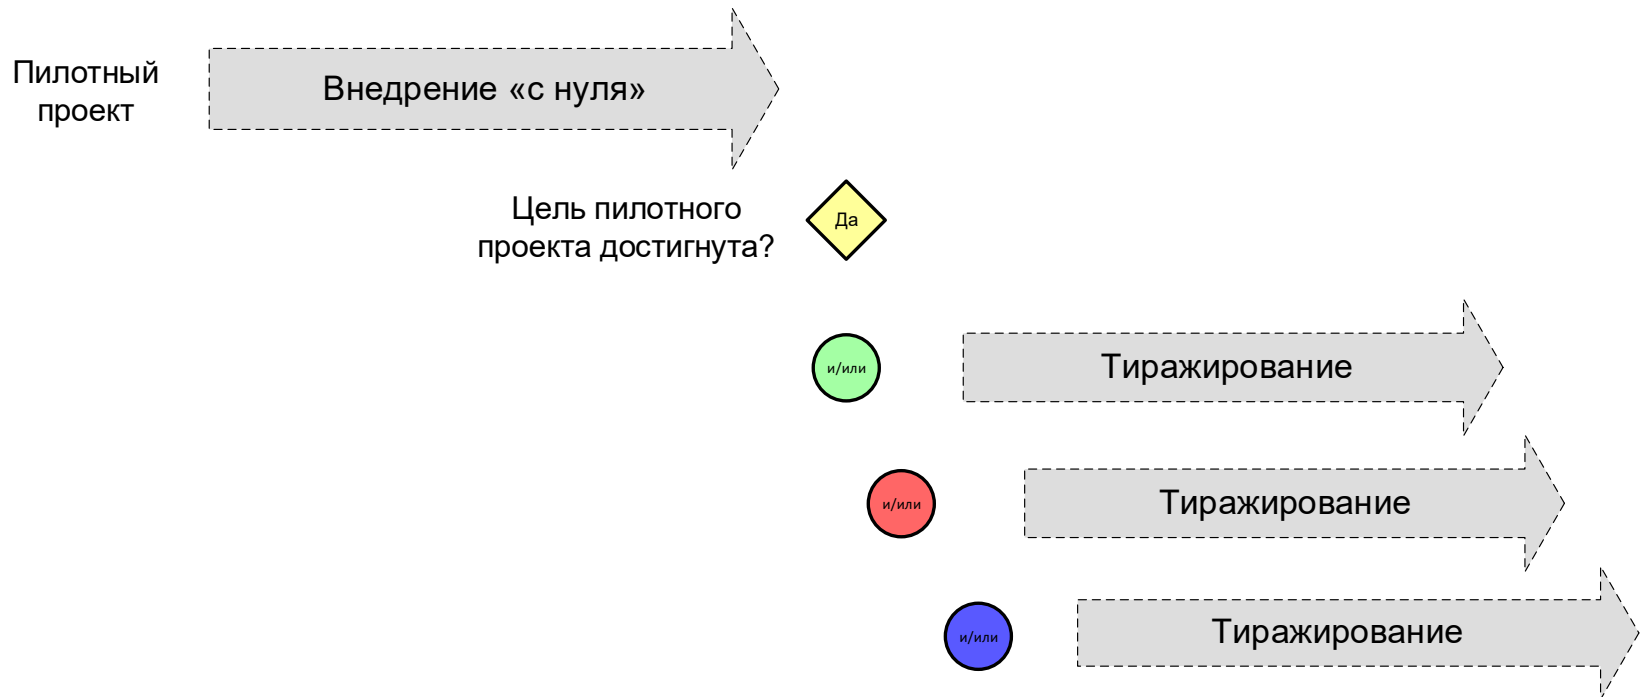 Пилотный
проект
Внедрение «с нуля»
Цель пилотного
проекта достигнута?
Да
и/или
Тиражирование
и/или
Тиражирование
и/или
Тиражирование